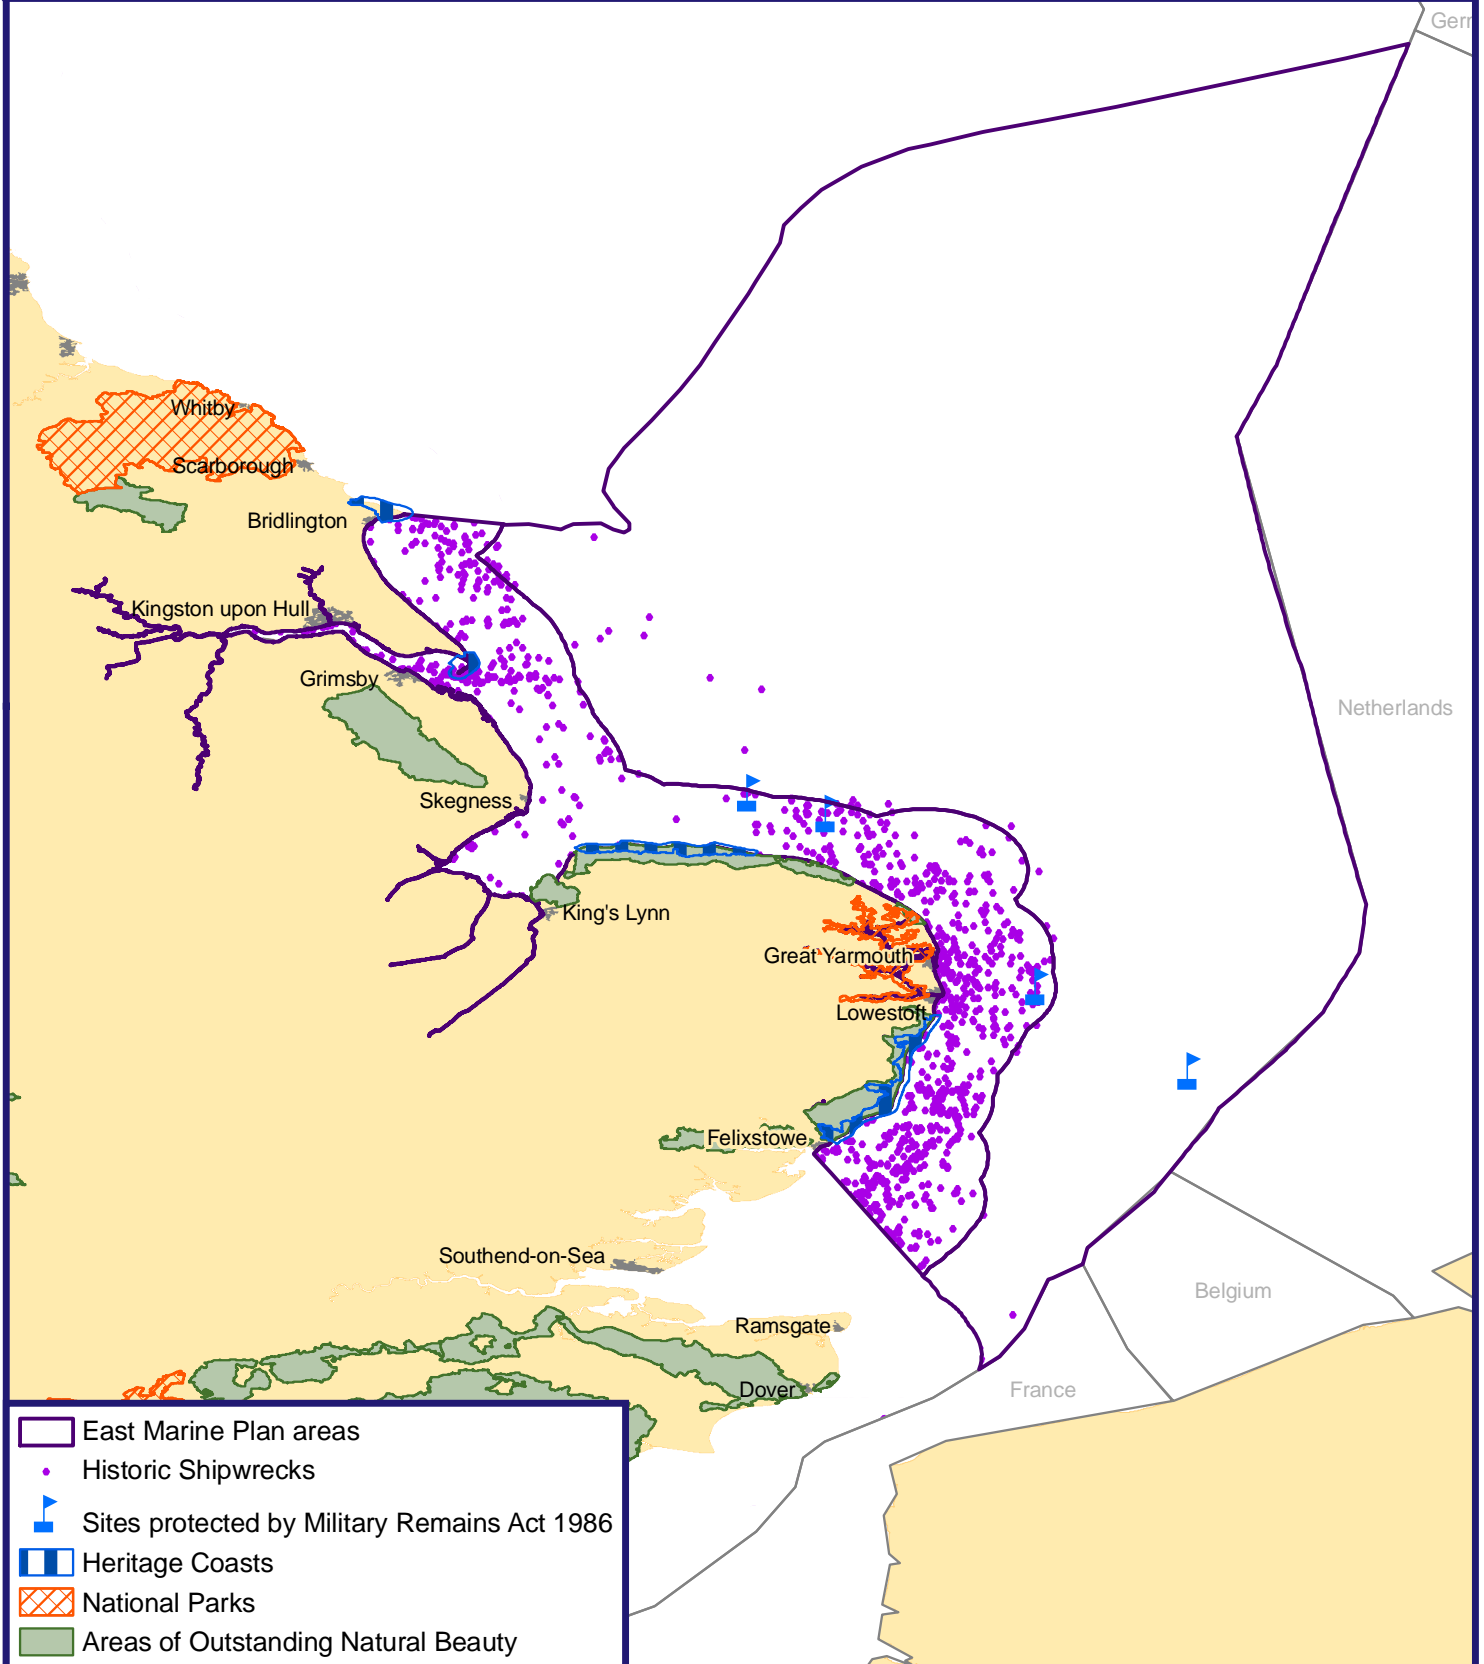 Gerr
Whitby
Scarborough
Bridlington
Kingston upon Hull
Grimsby
Netherlands
Skegness
King's Lynn
Great Yarmouth
Lowestoft
Felixstowe
Southend-on-Sea
Belgium
Ramsgate
Dover
France
East Marine Plan areas
Historic Shipwrecks
Sites protected by Military Remains Act 1986
Heritage Coasts
National Parks
Areas of Outstanding Natural Beauty